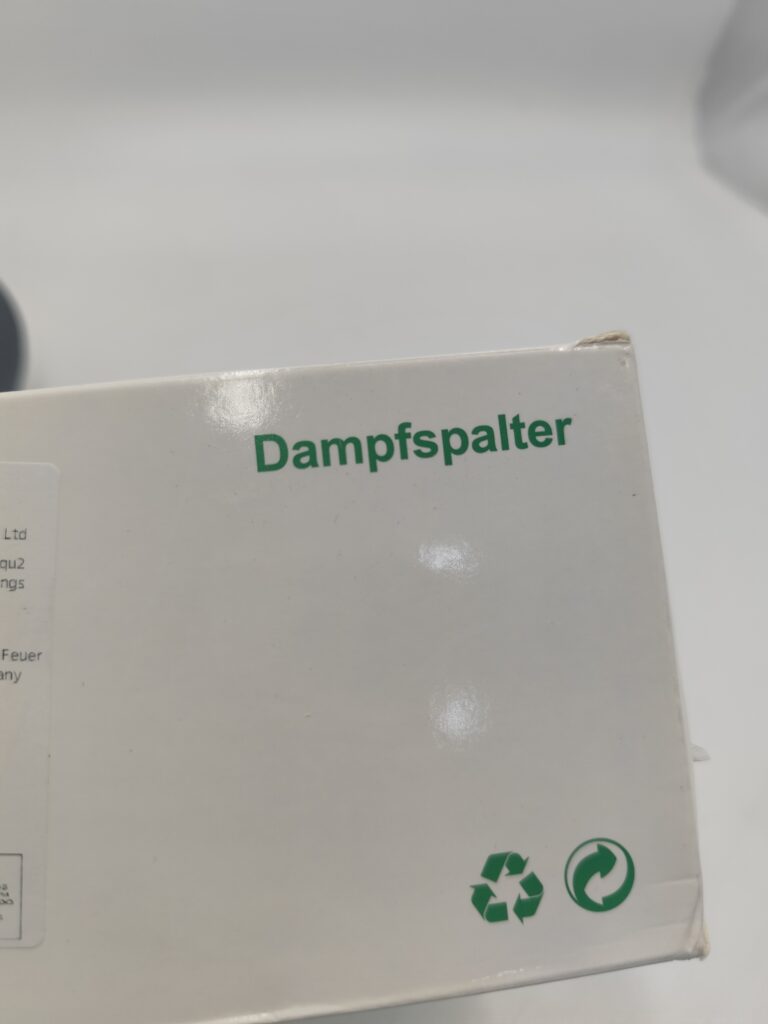 Dampfspalter
Ltd
qu2
ngs
Feuer
any